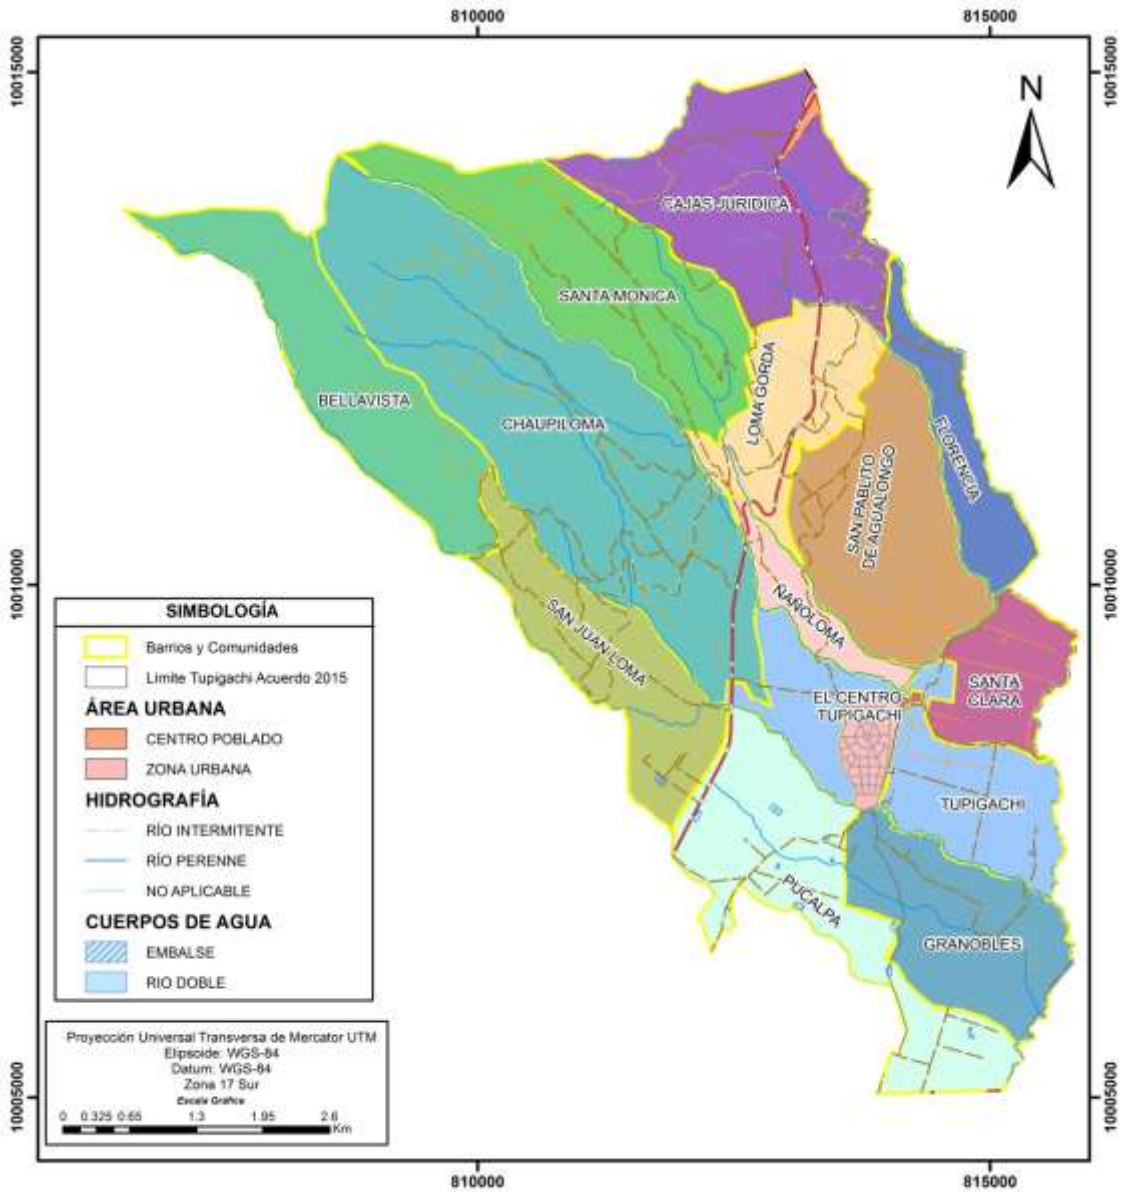 810000
815000
10015000
10015000
N
CAJAS JURIDICA
SANTA MONICA
LOMA GORDA
BELLAVISTA
CHAUPILOMA
FLORENCIA
SAN PABLITO
DE AGUALONGO
10010000
10010000
SIMBOLOGÍA
Barrios y Comunidades
Limite Tupigachi Acuerdo 2015
ÁREA URBANA
CENTRO POBLADO
ZONA URBANA
HIDROGRAFÍA
RÍO INTERMITENTE
RÍO PERENNE
NO APLICABLE
CUERPOS DE AGUA
EMBALSE
RIO DOBLE
SAN JUAN LOMA
ÑAÑOLOMA
SANTA
CLARA
EL CENTRO
TUPIGACHI
TUPIGACHI
PUCALPA
GRANOBLES
Proyección Universal Transversa de Mercator UTM
Elipsoide: WGS-84
Datum: WGS-84
Zona 17 Sur
Escala Gráfica
0 0.325 0.65 1.3 1.95 2.6
Km
10005000
10005000
810000
815000